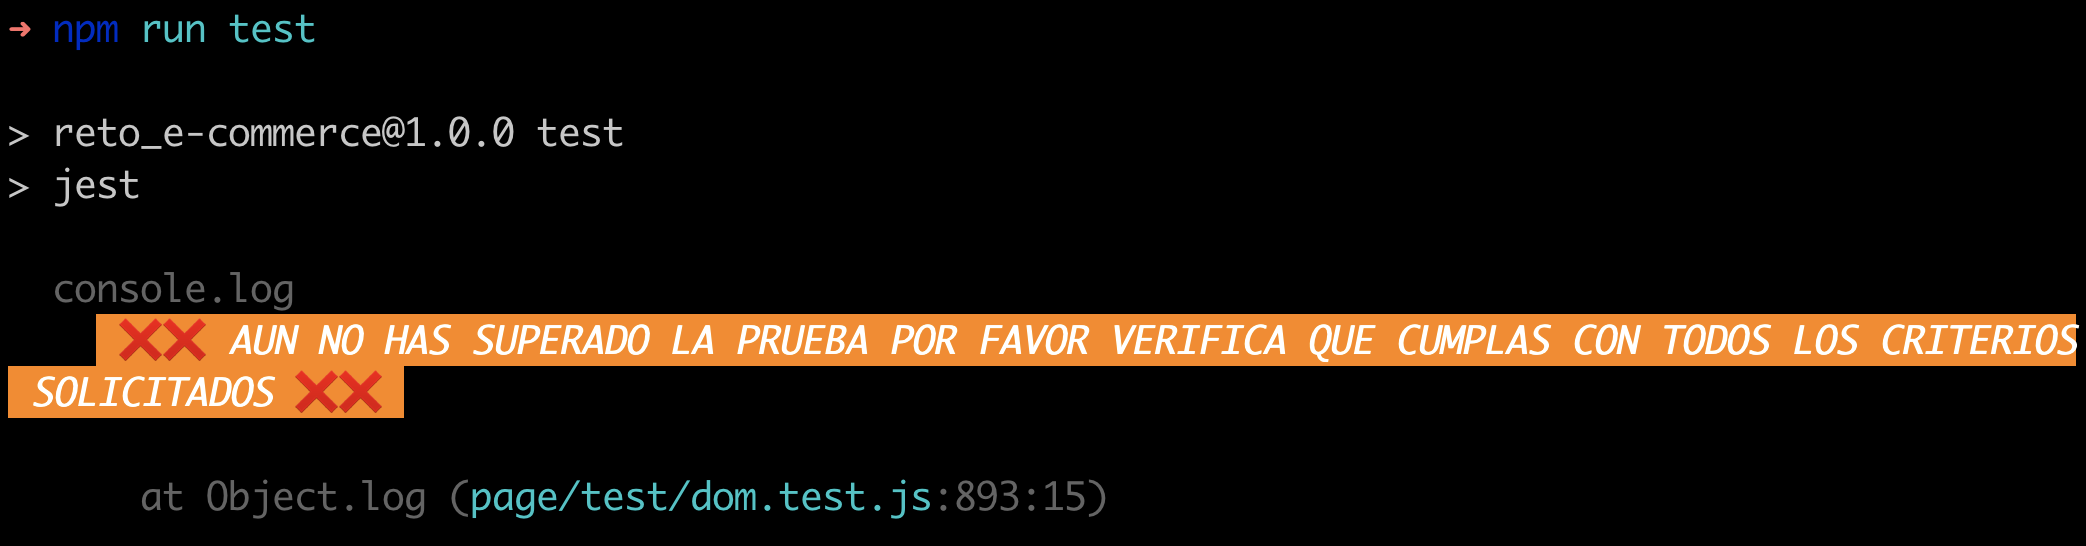 → npm run test
> reto_e-commerce@1.0.0 test
> jest
console.log
❌❌ AUN NO HAS SUPERADO LA PRUEBA POR FAVOR VERIFICA QUE CUMPLAS CON TODOS LOS CRITERIOS
SOLICITADOS ❌❌
at Object.log (page/test/dom.test.js:893:15)